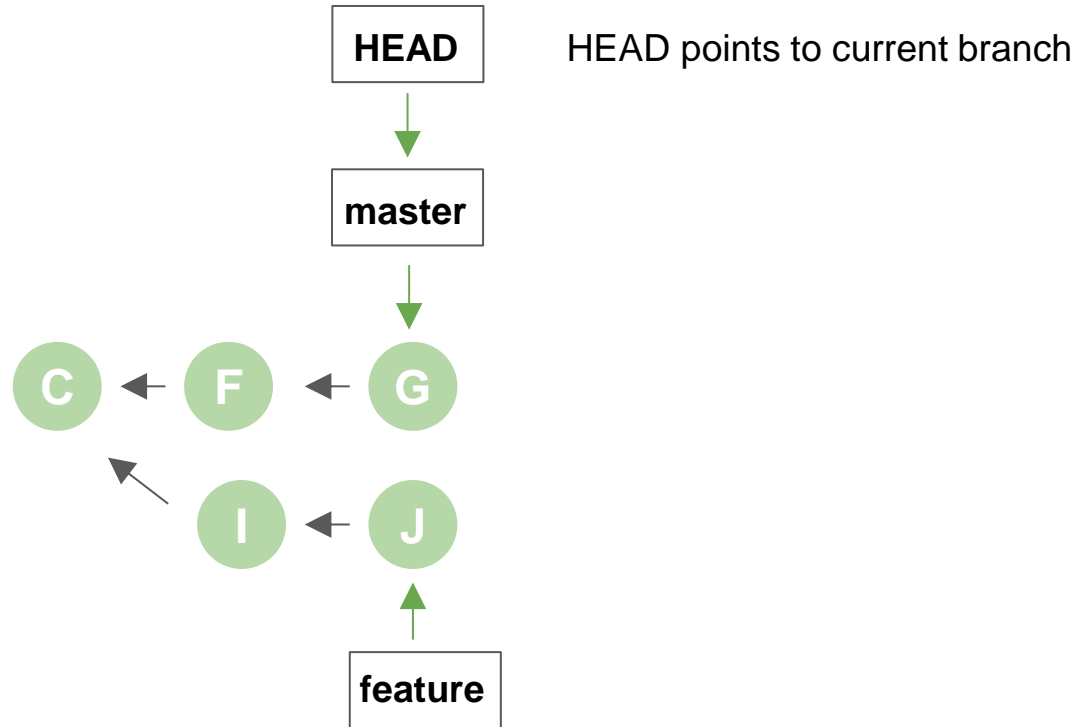 HEAD HEAD points to current branch
master
C F G
I J
feature